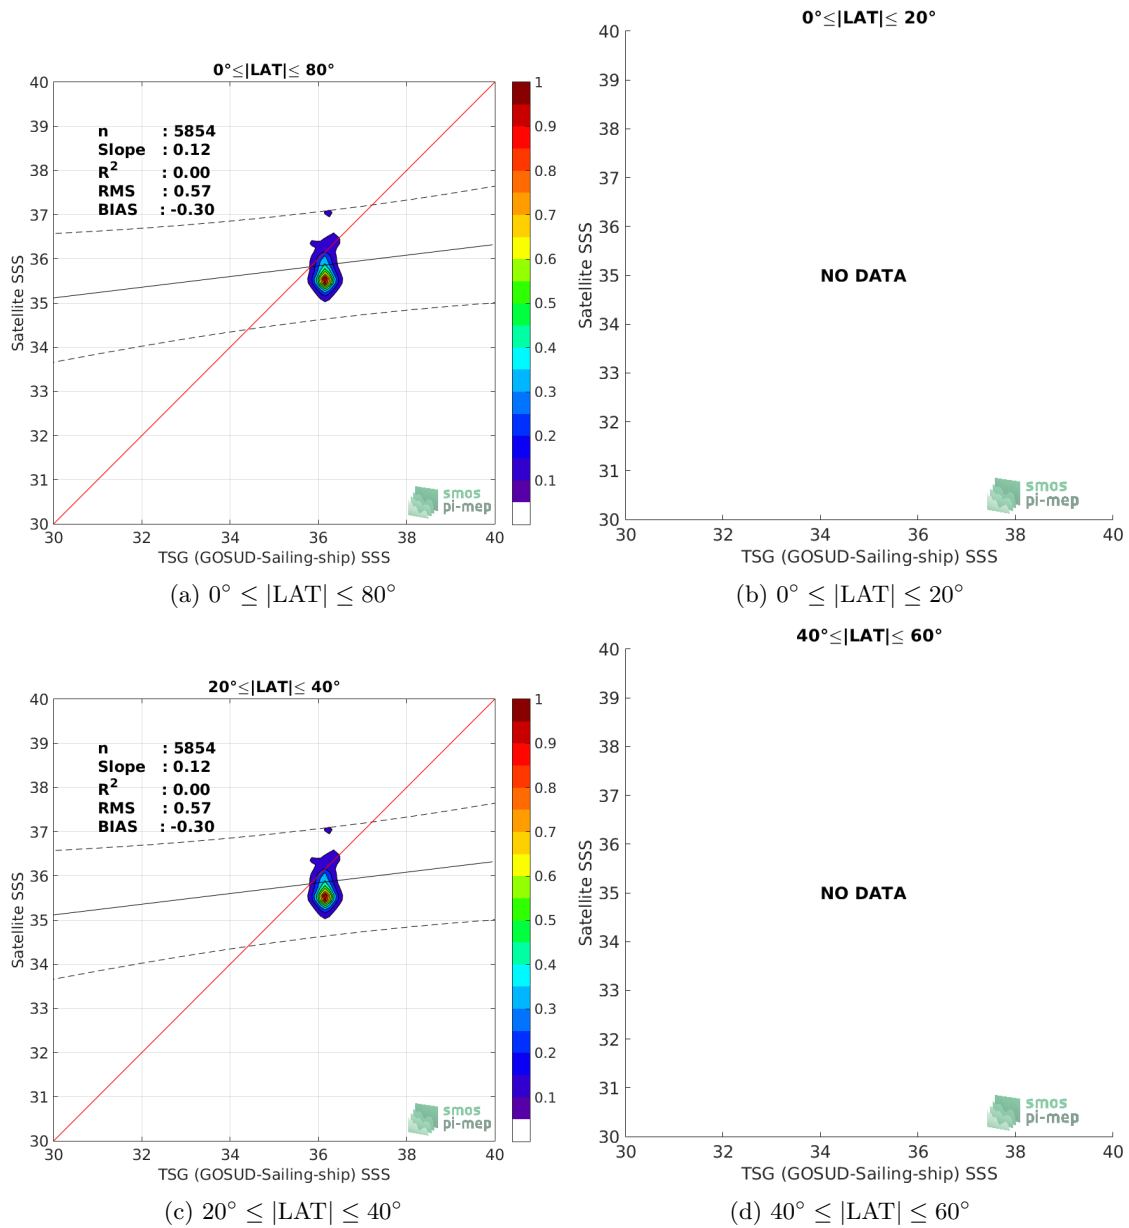 0°≤|LAT|≤ 80°
40
39
38
37
36
35
34
33
32
31
30
Satellite SSS
n : 5854
Slope : 0.12
R² : 0.00
RMS : 0.57
BIAS : -0.30
smos
pi-mep
30 32 34 36 38 40
TSG (GOSUD-Sailing-ship) SSS
1
0.9
0.8
0.7
0.6
0.5
0.4
0.3
0.2
0.1
(a) 0° ≤ |LAT| ≤ 80°
0°≤|LAT|≤ 20°
40
39
38
37
36
35
34
33
32
31
30
Satellite SSS
NO DATA
smos
pi-mep
30 32 34 36 38 40
TSG (GOSUD-Sailing-ship) SSS
(b) 0° ≤ |LAT| ≤ 20°
20°≤|LAT|≤ 40°
40
39
38
37
36
35
34
33
32
31
30
Satellite SSS
n : 5854
Slope : 0.12
R² : 0.00
RMS : 0.57
BIAS : -0.30
smos
pi-mep
30 32 34 36 38 40
TSG (GOSUD-Sailing-ship) SSS
1
0.9
0.8
0.7
0.6
0.5
0.4
0.3
0.2
0.1
(c) 20° ≤ |LAT| ≤ 40°
40°≤|LAT|≤ 60°
40
39
38
37
36
35
34
33
32
31
30
Satellite SSS
NO DATA
smos
pi-mep
30 32 34 36 38 40
TSG (GOSUD-Sailing-ship) SSS
(d) 40° ≤ |LAT| ≤ 60°